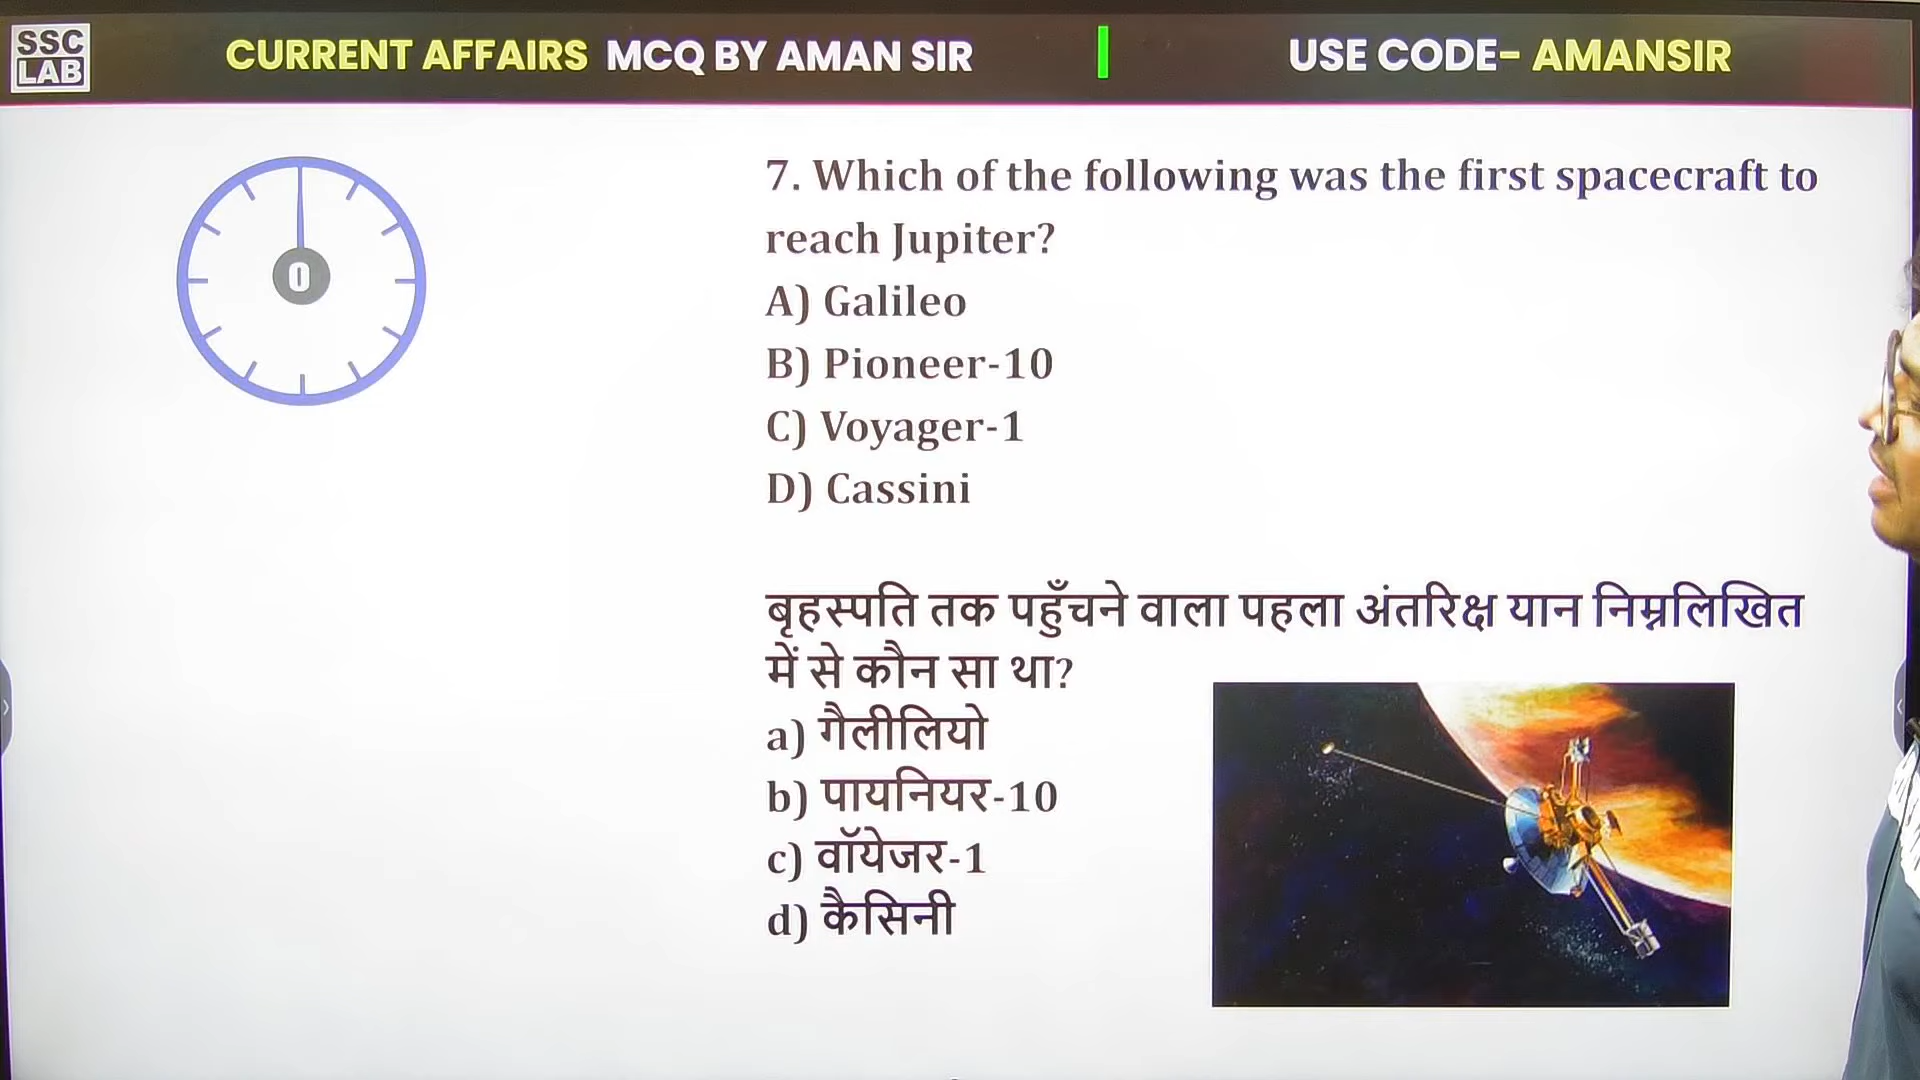 SSC
LAB
CURRENT AFFAIRS MCQ BY AMAN SIR
USE CODE- AMANSIR
0
7. Which of the following was the first spacecraft to
reach Jupiter?
A) Galileo
B) Pioneer-10
C) Voyager-1
D) Cassini
बृहस्पति तक पहुँचने वाला पहला अंतरिक्ष यान निम्नलिखित
में से कौन सा था?
a) गैलीलियो
b) पायनियर-10
c) वॉयेजर-1
d) कैसिनी